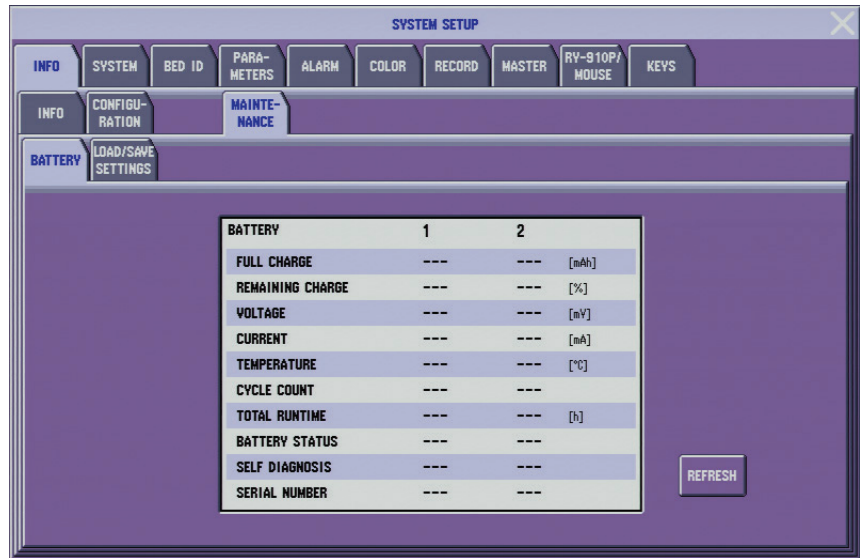 SYSTEM SETUP
INFO SYSTEM BED ID PARA- METERS ALARM COLOR RECORD MASTER RY-910P/ MOUSE KEYS
INFO CONFIGU- RATION MAINTE- NANCE
BATTERY LOAD/SAVE SETTINGS
BATTERY 1 2
FULL CHARGE --- --- [mAh]
REMAINING CHARGE --- --- [%]
VOLTAGE --- --- [mV]
CURRENT --- --- [mA]
TEMPERATURE --- --- [°C]
CYCLE COUNT --- ---
TOTAL RUNTIME --- --- [h]
BATTERY STATUS --- ---
SELF DIAGNOSIS --- ---
SERIAL NUMBER --- ---
REFRESH